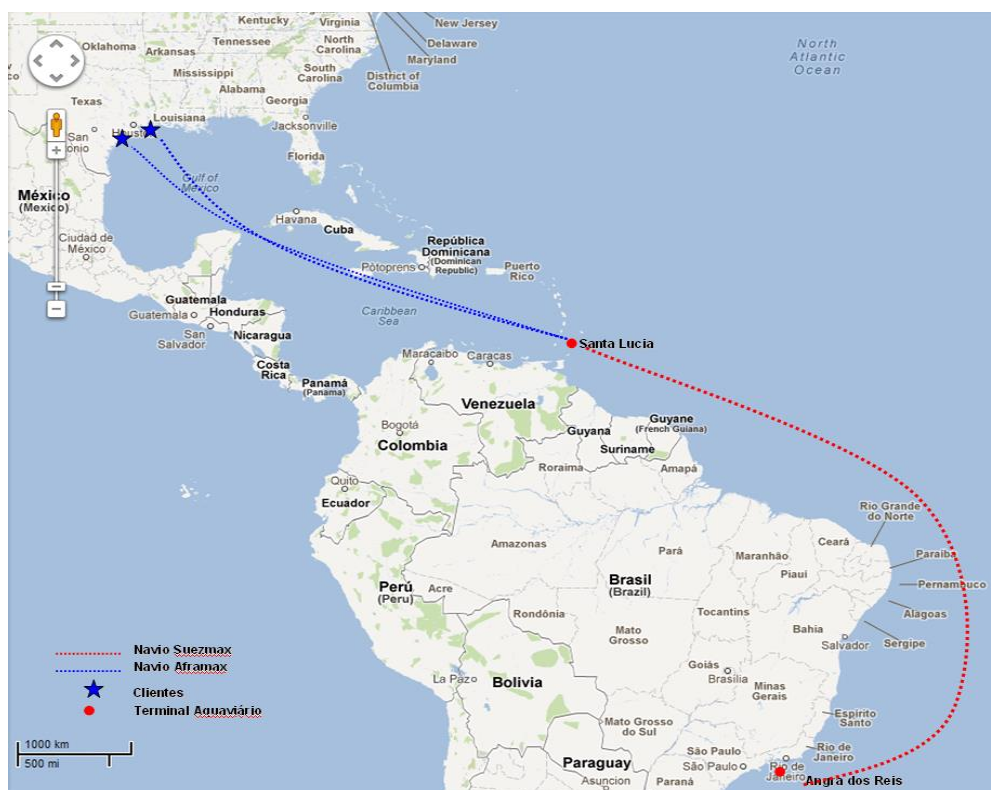 Kentucky
Virginia
New Jersey
Delaware
Maryland
District of
Columbia
Oklahoma
Arkansas
Tennessee
North
Carolina
South
Carolina
Mississippi
Alabama
Georgia
Texas
Louisiana
Jacksonville
San
Florida
North
Atlantic
Ocean
Gulf of
Mexico
México
(Mexico)
Ciudad de
México
Havana
Cuba
República
Dominicana
(Dominican
Republic)
Pótoprens
Puerto
Rico
Guatemala
Guatemala
Honduras
San
Salvador
Nicaragua
Caribbean
Sea
Santa Lucia
Costa
Rica
Panamá
(Panama)
Maracaibo
Caracas
Venezuela
Bogotá
Colombia
Guyana
Guyane
(French Guiana)
Suriname
Roraima
Amapá
Quito
Ecuador
Amazonas
Pará
Maranhão
Ceará
Rio Grande
do Norte
Piaui
Paraiba
Pernambuco
Alagoas
Sergipe
Perú
(Peru)
Acre
Brasil
(Brazil)
Rondônia
Tocantins
Mato
Grosso
Bahia
Salvador
Goiás
Brasilia
Minas
Gerais
La Paz
Bolivia
Mato Grosso
do Sul
Espirito
Santo
São Paulo
São Paulo
Rio de
Janeiro
Rio de
Janeiro
Angra dos Reis
Paraguay
Asuncion
Paraná
Navio Suezmax
Navio Aframax
Clientes
Terminal Aquaviário
1000 km
500 mi